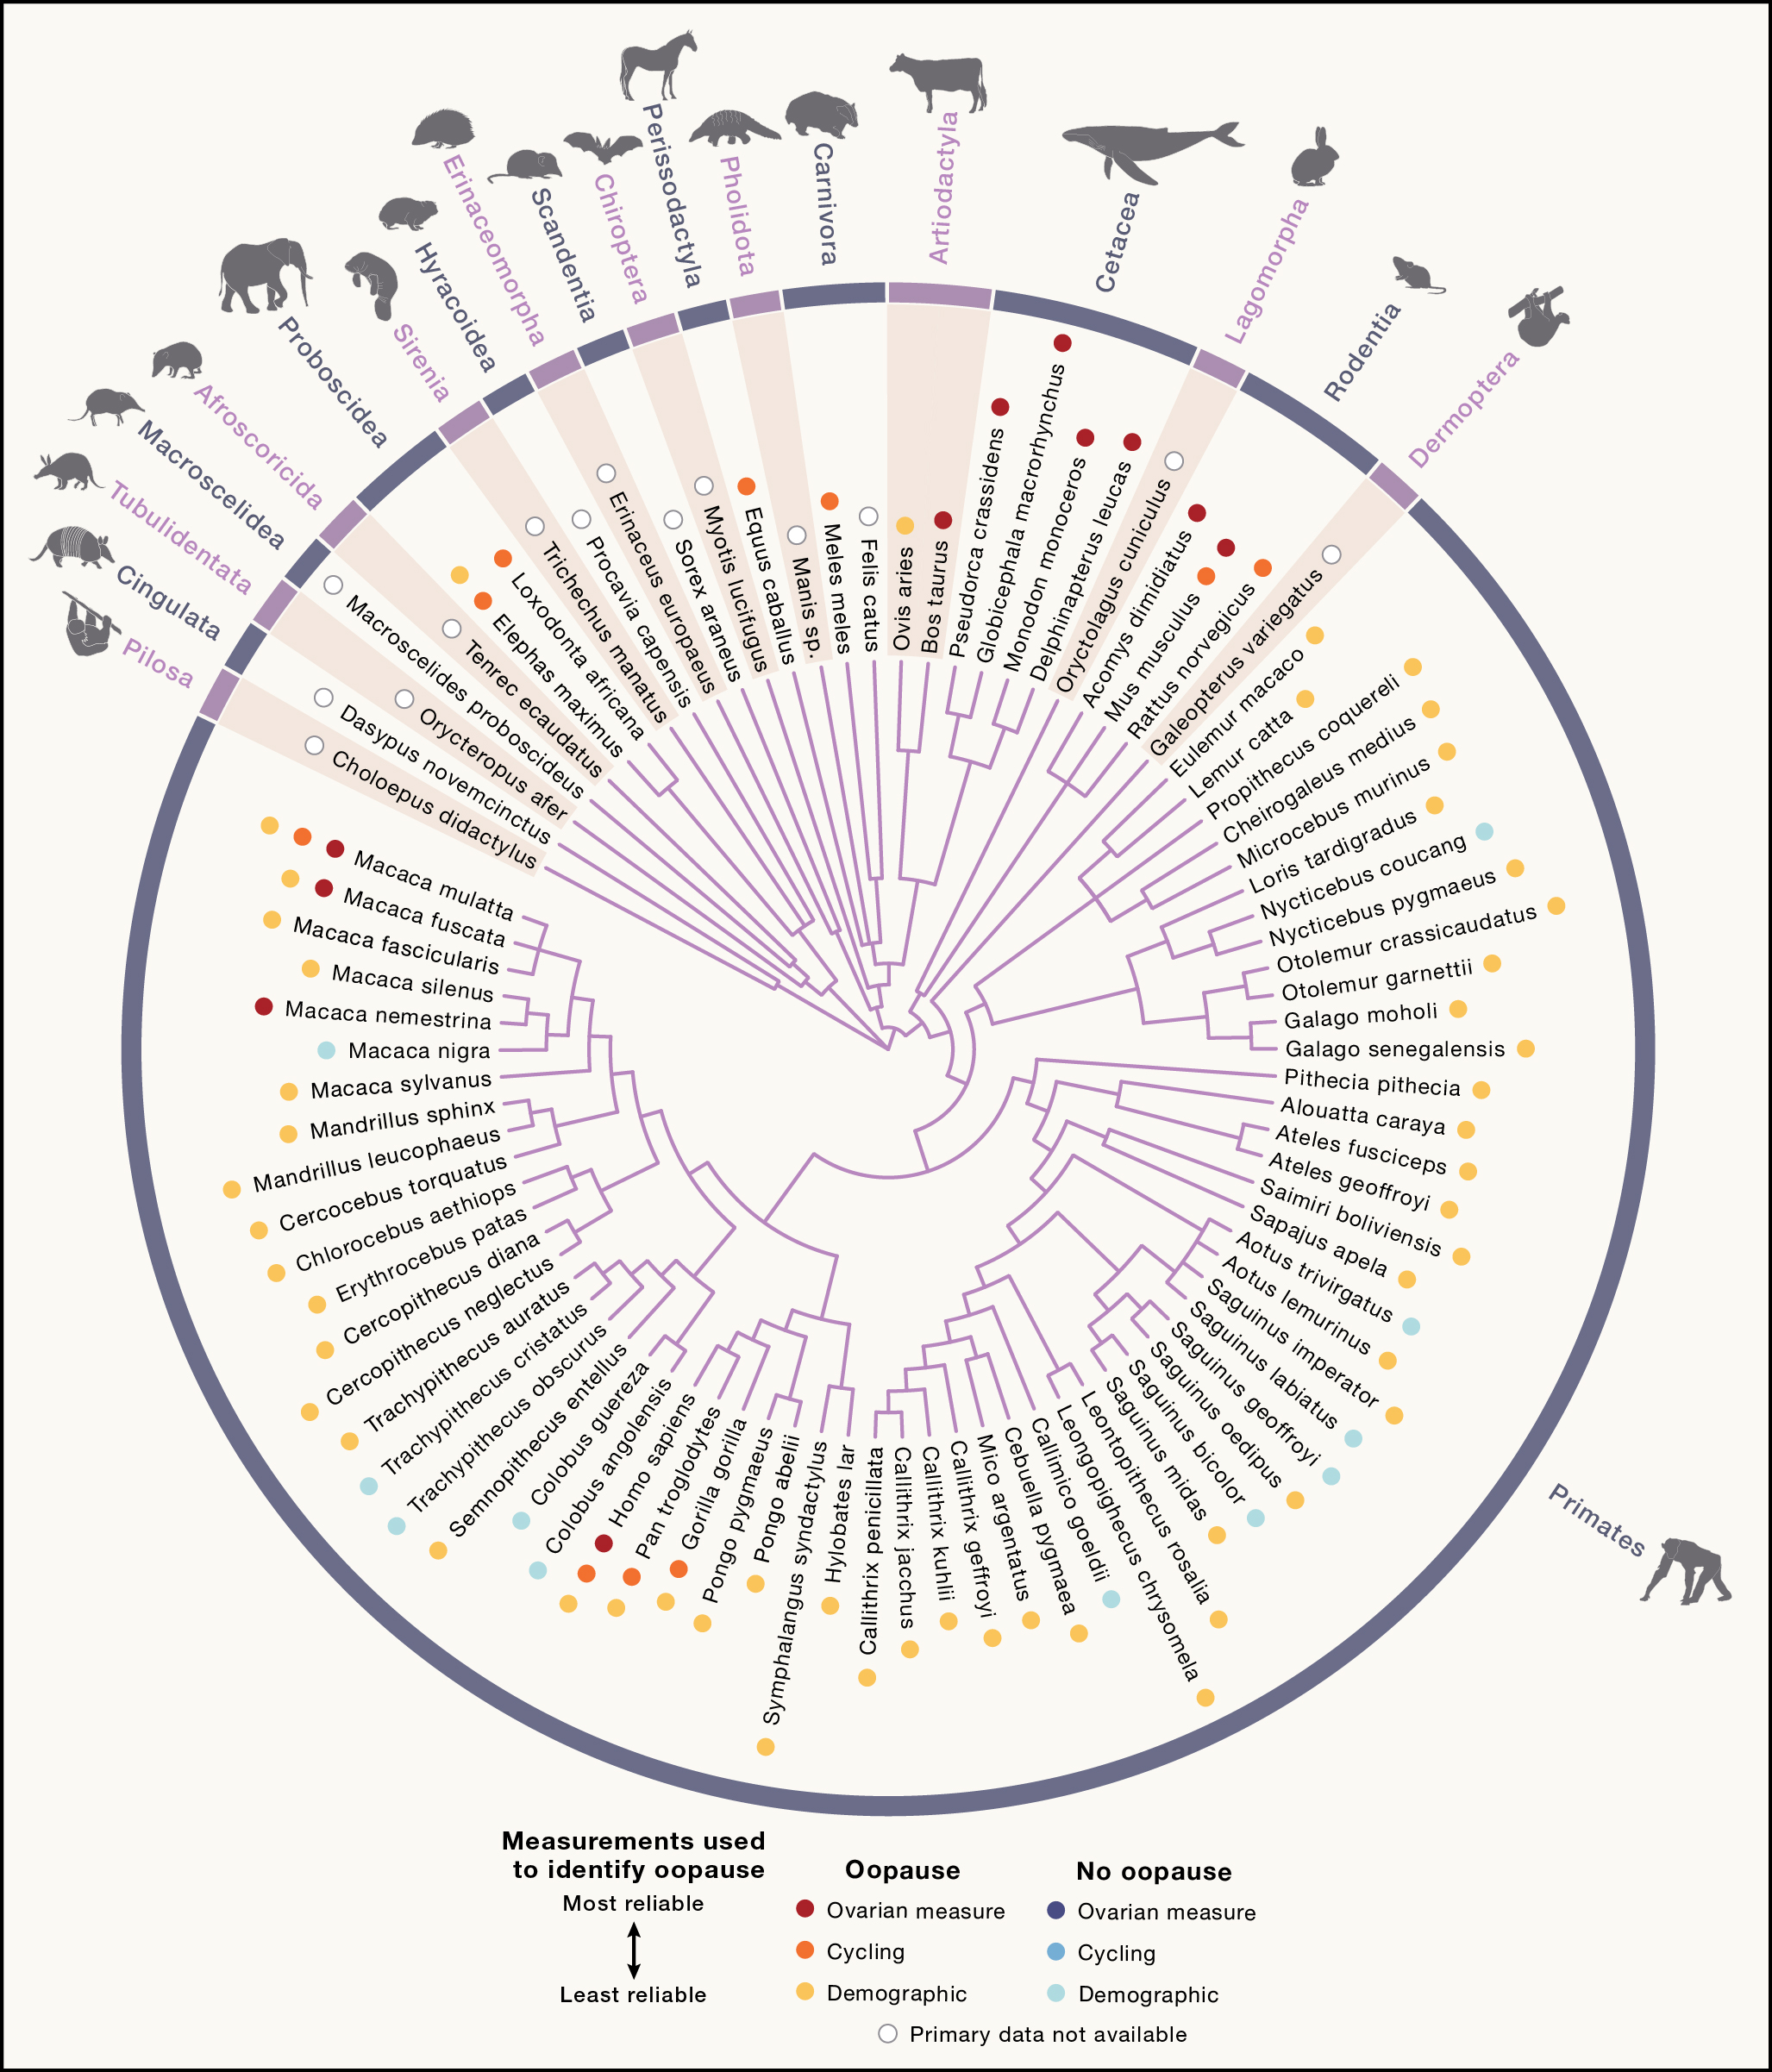 Pilosa
Cingulata
Tubulidentata
Macroscelidea
Afroscoricida
Proboscidea
Sirenia
Hyracoidea
Erinaceomorpha
Scandentia
Chiroptera
Perissodactyla
Pholidota
Carnivora
Artiodactyla
Cetacea
Lagomorpha
Rodentia
Dermoptera
Primates
Choloepus didactylus
Dasypus novemcinctus
Orycteropus afer
Macroscelides proboscideus
Tenrec ecaudatus
Elephas maximus
Loxodonta africana
Trichechus manatus
Procavia capensis
Erinaceus europaeus
Sorex araneus
Myotis lucifugus
Equus caballus
Manis sp.
Meles meles
Felis catus
Ovis aries
Bos taurus
Pseudorca crassidens
Globicephala macrorhynchus
Monodon monoceros
Delphinapterus leucas
Oryctolagus cuniculus
Acomys dimidiatus
Mus musculus
Rattus norvegicus
Galeopterus variegatus
Eulemur macaco
Lemur catta
Propithecus coquereli
Cheirogaleus medius
Microcebus murinus
Loris tardigradus
Nycticebus coucang
Nycticebus pygmaeus
Otolemur crassicaudatus
Otolemur garnettii
Galago moholi
Galago senegalensis
Pithecia pithecia
Alouatta caraya
Ateles fusciceps
Ateles geoffroyi
Saimiri boliviensis
Sapajus apela
Aotus trivirgatus
Aotus lemurinus
Saguinus imperator
Saguinus labiatus
Saguinus geoffroyi
Saguinus oedipus
Saguinus bicolor
Saguinus midas
Leontopithecus rosalia
Leongopighecus chrysomela
Callimico goeldii
Cebuella pygmaea
Mico argentatus
Callithrix geffroyi
Callithrix kuhlii
Callithrix jacchus
Callithrix penicillata
Hylobates lar
Symphalangus syndactylus
Pongo abelii
Pongo pygmaeus
Gorilla gorilla
Pan troglodytes
Homo sapiens
Colobus angolensis
Colobus guereza
Semnopithecus entellus
Trachypithecus obscurus
Trachypithecus cristatus
Trachypithecus auratus
Cercopithecus neglectus
Cercopithecus diana
Erythrocebus patas
Chlorocebus aethiops
Cercocebus torquatus
Mandrillus leucophaeus
Mandrillus sphinx
Macaca sylvanus
Macaca nigra
Macaca nemestrina
Macaca silenus
Macaca fascicularis
Macaca fuscata
Macaca mulatta
Measurements used
to identify oopause
Most reliable
Least reliable
Oopause
Ovarian measure
Cycling
Demographic
No oopause
Ovarian measure
Cycling
Demographic
Primary data not available